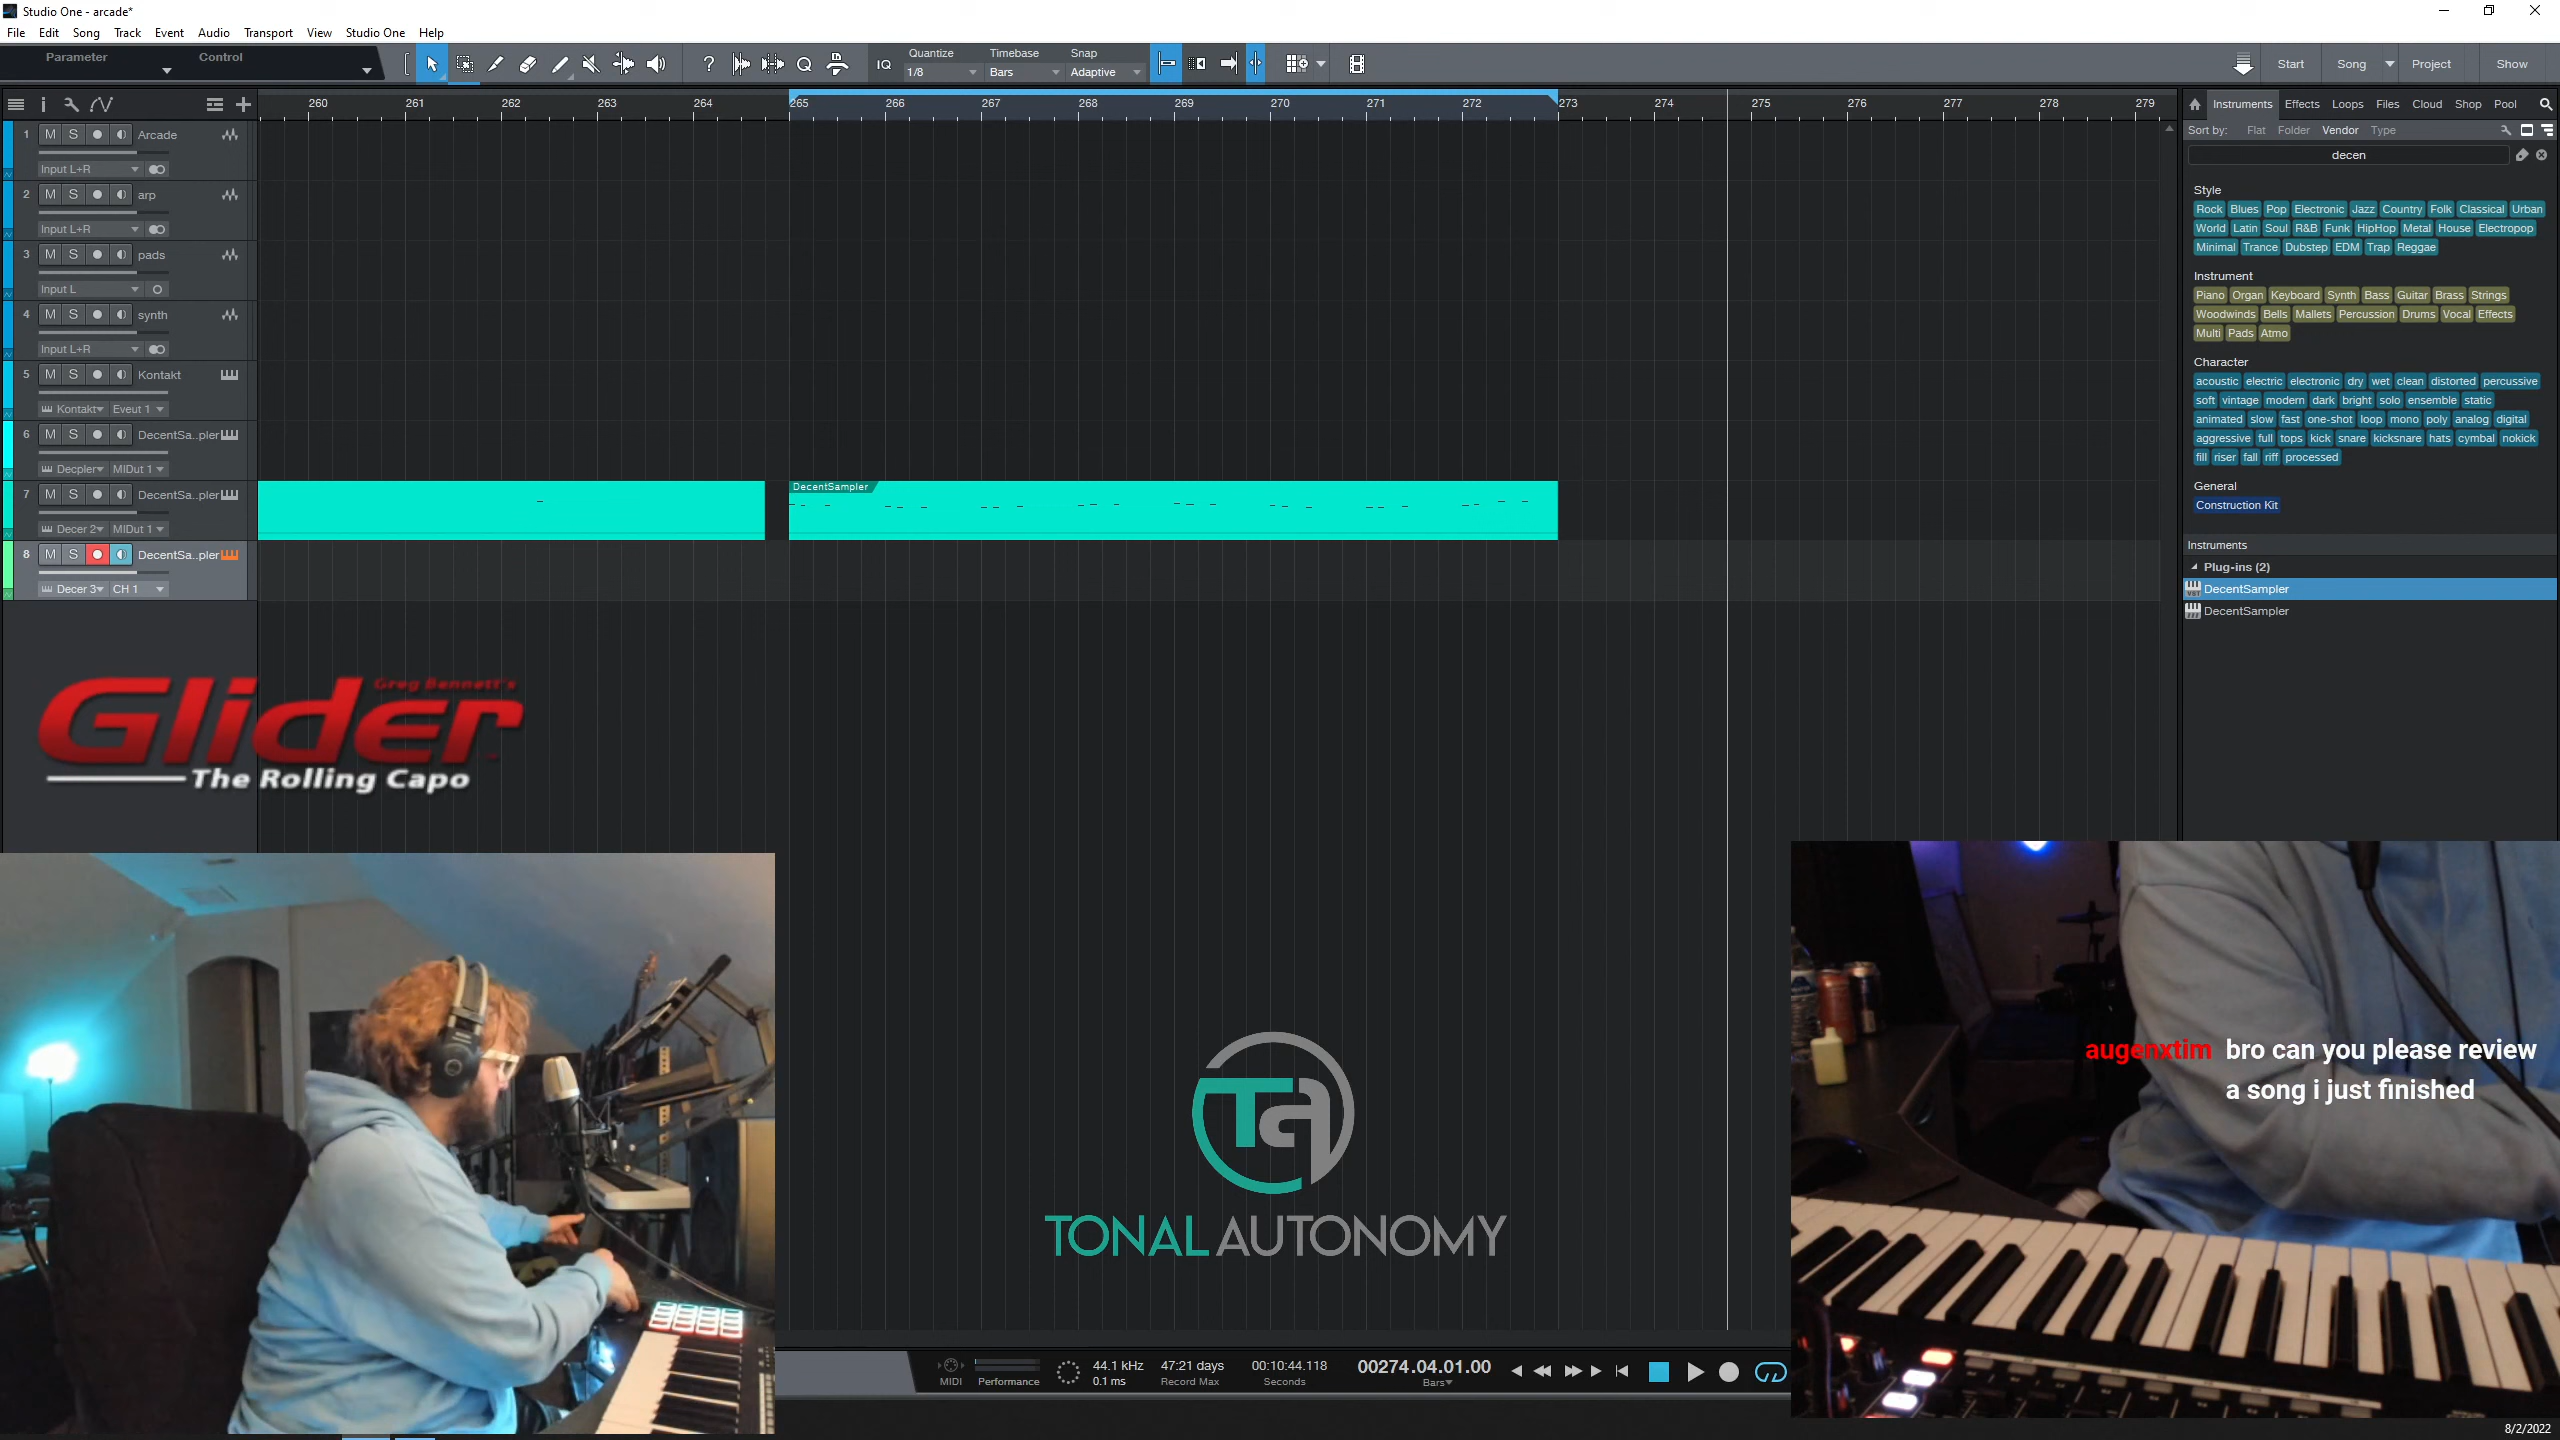 Studio One - arcade*
File Edit Song Track Event Audio Transport View Studio One Help
Parameter Control
Quantize Timebase Snap
IQ 1/8 Bars Adaptive
Start Song Project Show
260 261 262 263 264 265 266 267 268 269 270 271 272 273 274 275 276 277 278 279
1 M S Arcade
Input L+R
2 M S arp
Input L+R
3 M S pads
Input L
4 M S synth
Input L+R
5 M S Kontakt
Kontakt Eveut 1
6 M S DecentSa..pler
Decpler MIDut 1
7 M S DecentSa..pler
Decer 2 MIDut 1
8 M S DecentSa..pler
Decer 3 CH 1
DecentSampler
Instruments Effects Loops Files Cloud Shop Pool
Sort by: Flat Folder Vendor Type
decen
Style
Rock Blues Pop Electronic Jazz Country Folk Classical Urban
World Latin Soul R&B Funk HipHop Metal House Electropop
Minimal Trance Dubstep EDM Trap Reggae
Instrument
Piano Organ Keyboard Synth Bass Guitar Brass Strings
Woodwinds Bells Mallets Percussion Drums Vocal Effects
Multi Pads Atmo
Character
acoustic electric electronic dry wet clean distorted percussive
soft vintage modern dark bright solo ensemble static
animated slow fast one-shot loop mono poly analog digital
aggressive full tops kick snare kicksnare hats cymbal nokick
fill riser fall riff processed
General
Construction Kit
Instruments
Plug-ins (2)
DecentSampler
DecentSampler
Greg Bennett's
Glider
The Rolling Capo
augenxtim bro can you please review
a song i just finished
Ta
TONAL AUTONOMY
MIDI Performance
44.1 kHz
0.1 ms
47:21 days
Record Max
00:10:44.118
Seconds
00274.04.01.00
Bars
8/2/2022